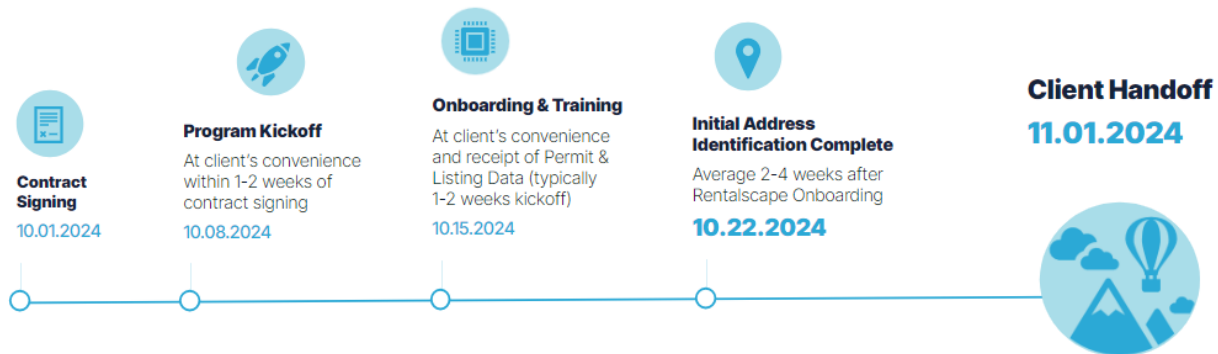 Contract
Signing
10.01.2024
Program Kickoff
At client's convenience
within 1-2 weeks of
contract signing
10.08.2024
Onboarding & Training
At client's convenience
and receipt of Permit &
Listing Data (typically
1-2 weeks kickoff)
10.15.2024
Initial Address
Identification Complete
Average 2-4 weeks after
Rentalscape Onboarding
10.22.2024
Client Handoff
11.01.2024